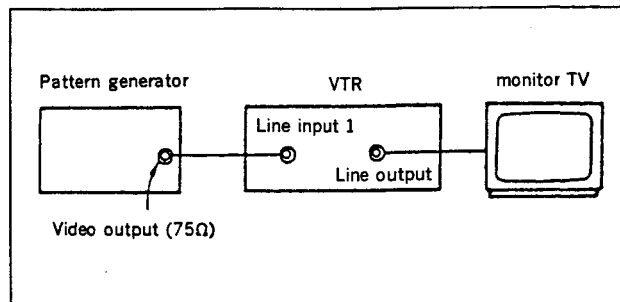 Pattern generator
VTR
monitor TV
Line input 1
Line output
Video output (75Ω)